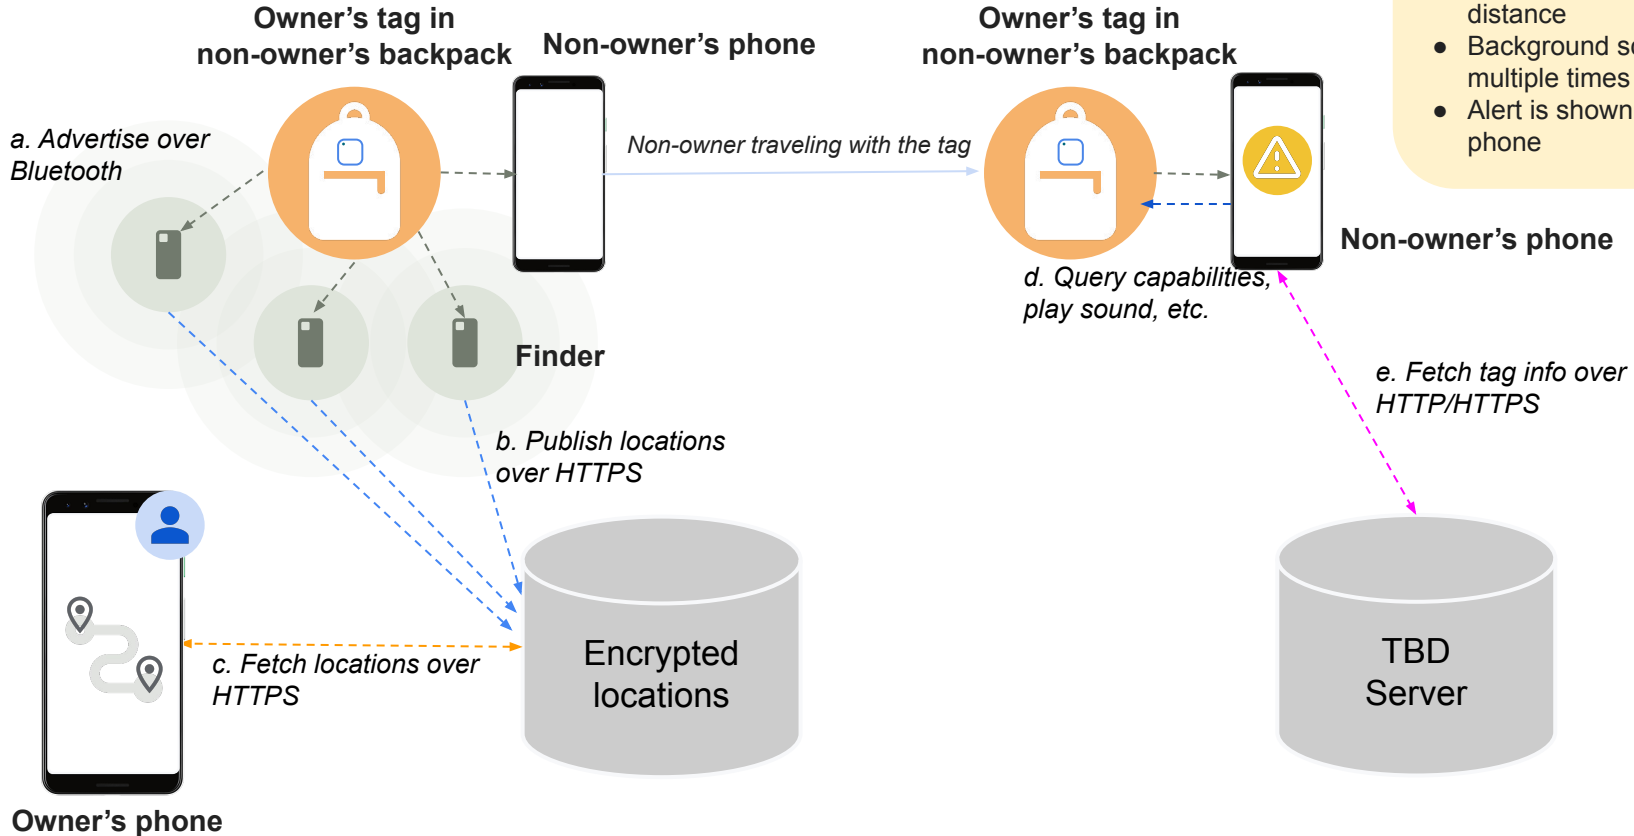 Owner’s tag in
non-owner’s backpack
Non-owner’s phone
Owner’s tag in
non-owner’s backpack
distance
● Background
multiple times
● Alert is shown
phone
a. Advertise over
Bluetooth
Non-owner traveling with the tag
Non-owner’s phone
d. Query capabilities,
play sound, etc.
Finder
e. Fetch tag info over
HTTP/HTTPS
b. Publish locations
over HTTPS
c. Fetch locations over
HTTPS
Encrypted
locations
TBD
Server
Owner’s phone